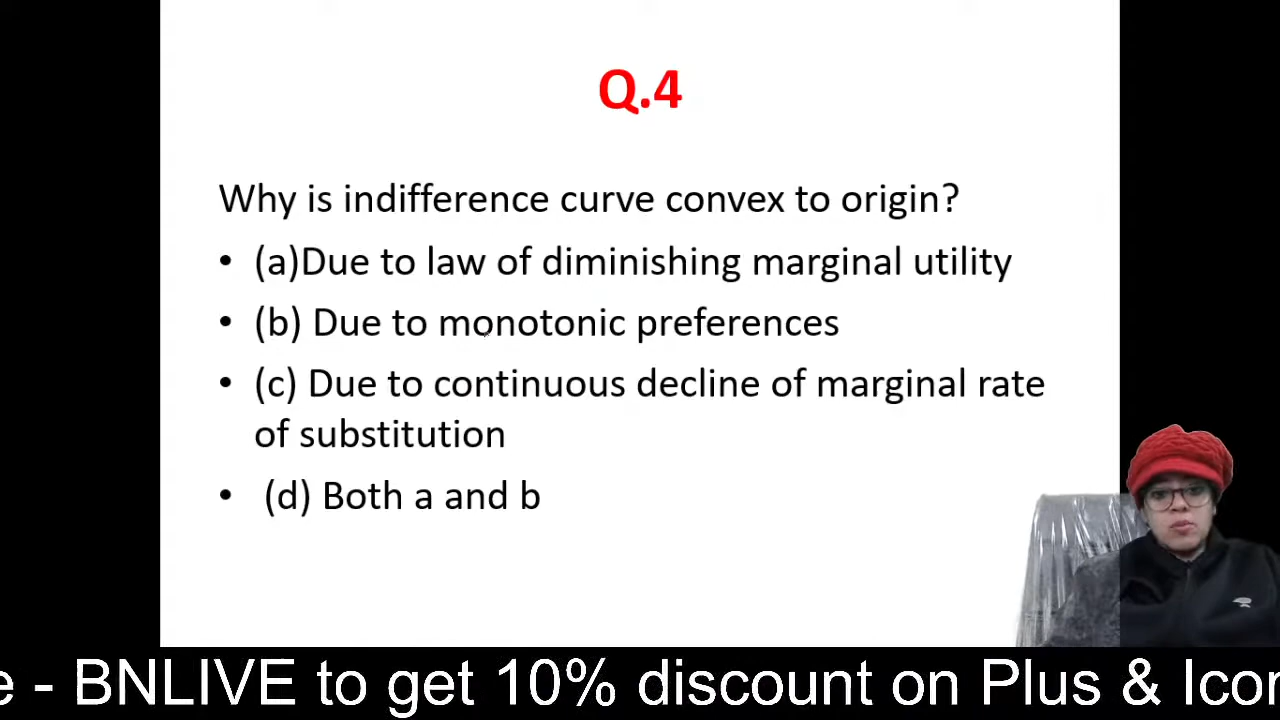 Q.4
Why is indifference curve convex to origin?
• (a)Due to law of diminishing marginal utility
• (b) Due to monotonic preferences
• (c) Due to continuous decline of marginal rate
of substitution
• (d) Both a and b
e - BNLIVE to get 10% discount on Plus & Icon